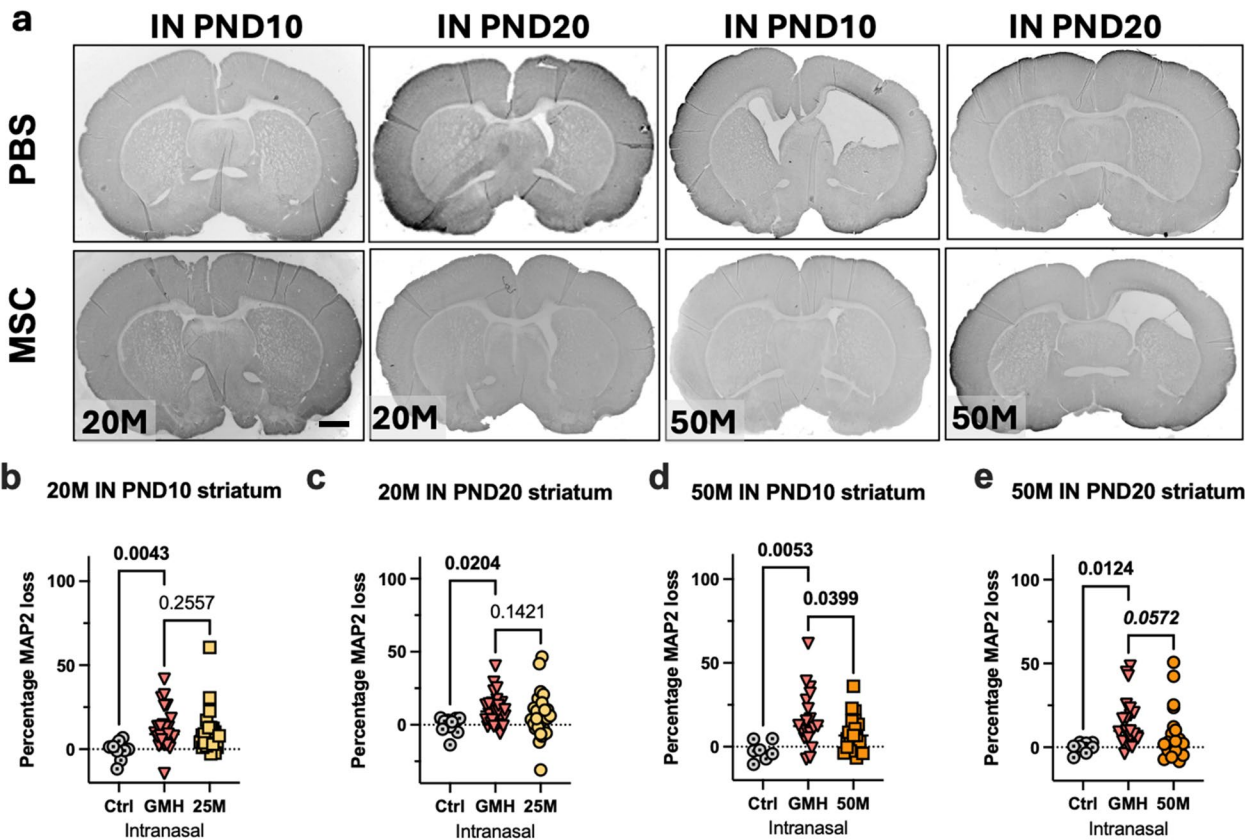 a
IN PND10 IN PND20 IN PND10 IN PND20
PBS
MSC
20M 20M 50M 50M
b 20M IN PND10 striatum
Percentage MAP2 loss
100
50
0
0.0043
0.2557
Ctrl GMH 25M
Intranasal
c 20M IN PND20 striatum
Percentage MAP2 loss
100
50
0
0.0204
0.1421
Ctrl GMH 25M
Intranasal
d 50M IN PND10 striatum
Percentage MAP2 loss
100
50
0
0.0053
0.0399
Ctrl GMH 50M
Intranasal
e 50M IN PND20 striatum
Percentage MAP2 loss
100
50
0
0.0124
0.0572
Ctrl GMH 50M
Intranasal